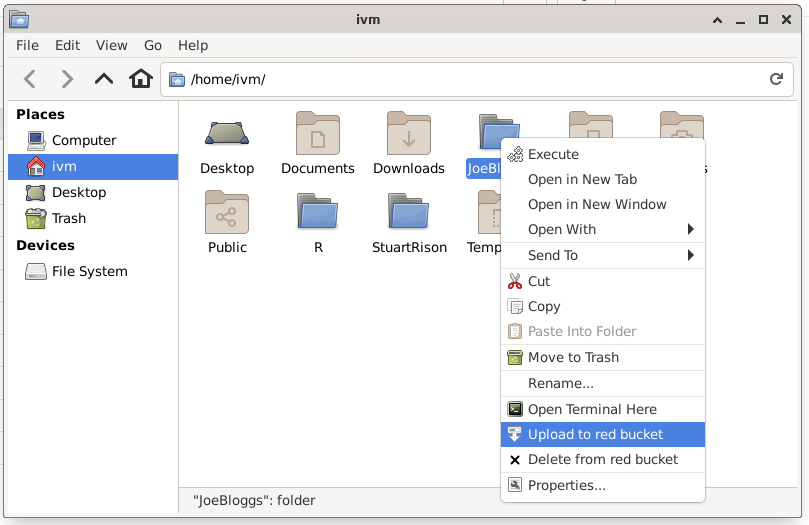 ivm
File Edit View Go Help
/home/ivm/
Places
Computer
ivm
Desktop
Trash
Devices
File System
Desktop Documents Downloads
Public R StuartRison
Execute
Open in New Tab
Open in New Window
Open With
Send To
Cut
Copy
Paste Into Folder
Move to Trash
Rename...
Open Terminal Here
Upload to red bucket
Delete from red bucket
Properties...
"JoeBloggs": folder